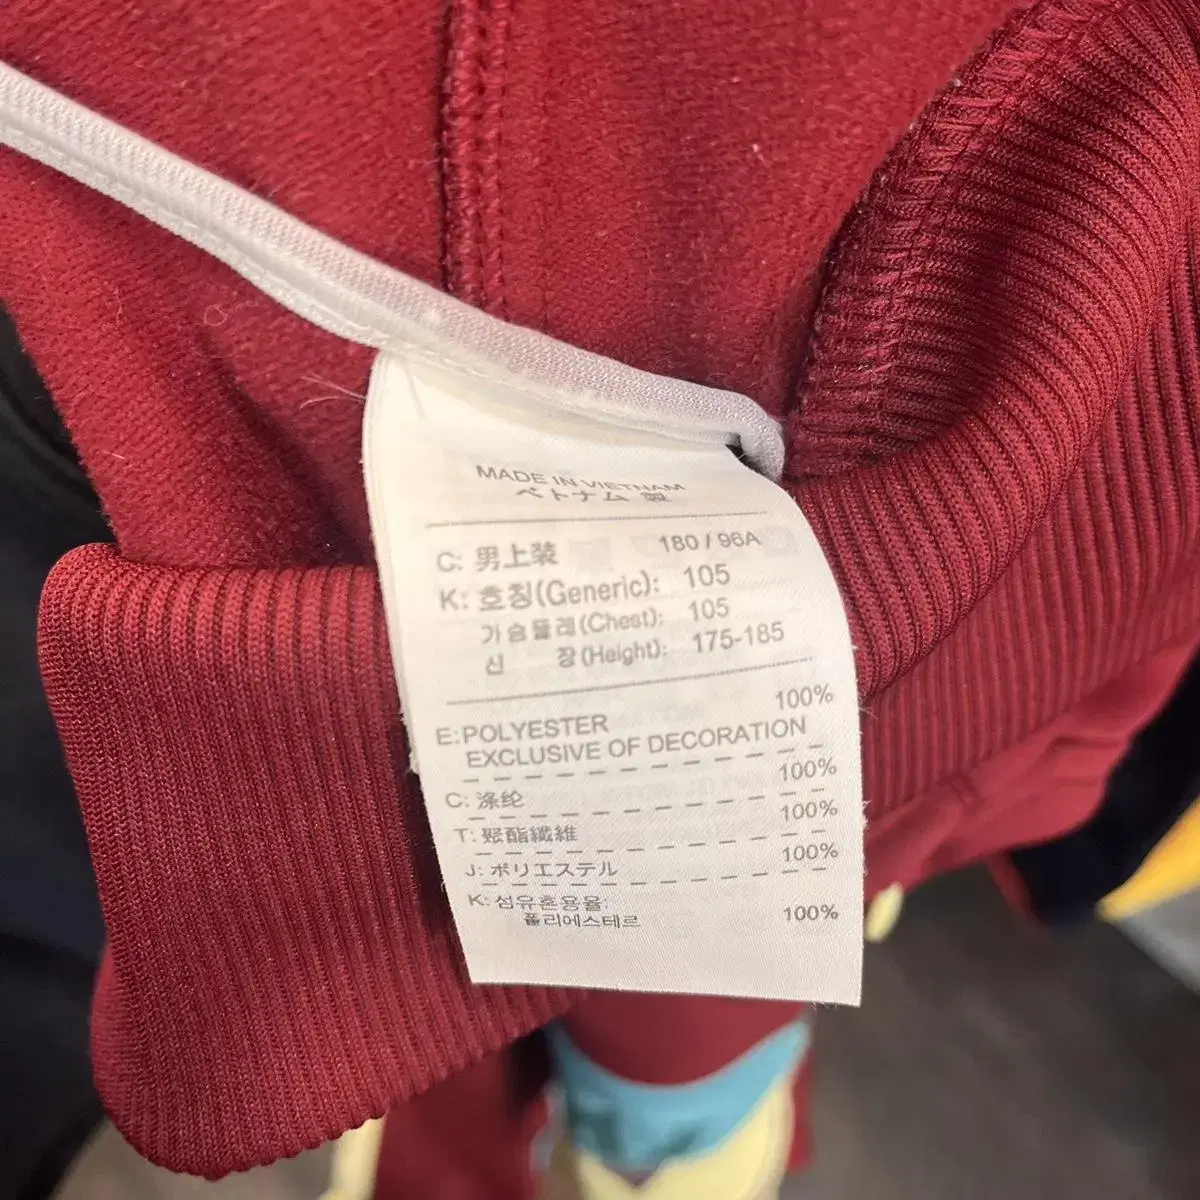 MADE IN VIETNAM
ベトナム 製
C: 男上装 180 / 96A
K: 호칭(Generic): 105
가슴둘레(Chest): 105
신 장(Height): 175-185
100%
E:POLYESTER
EXCLUSIVE OF DECORATION
100%
C: 涤纶
100%
T: 聚酯纖維
100%
J: ポリエステル
K: 섬유혼용율:
폴리에스테르 100%